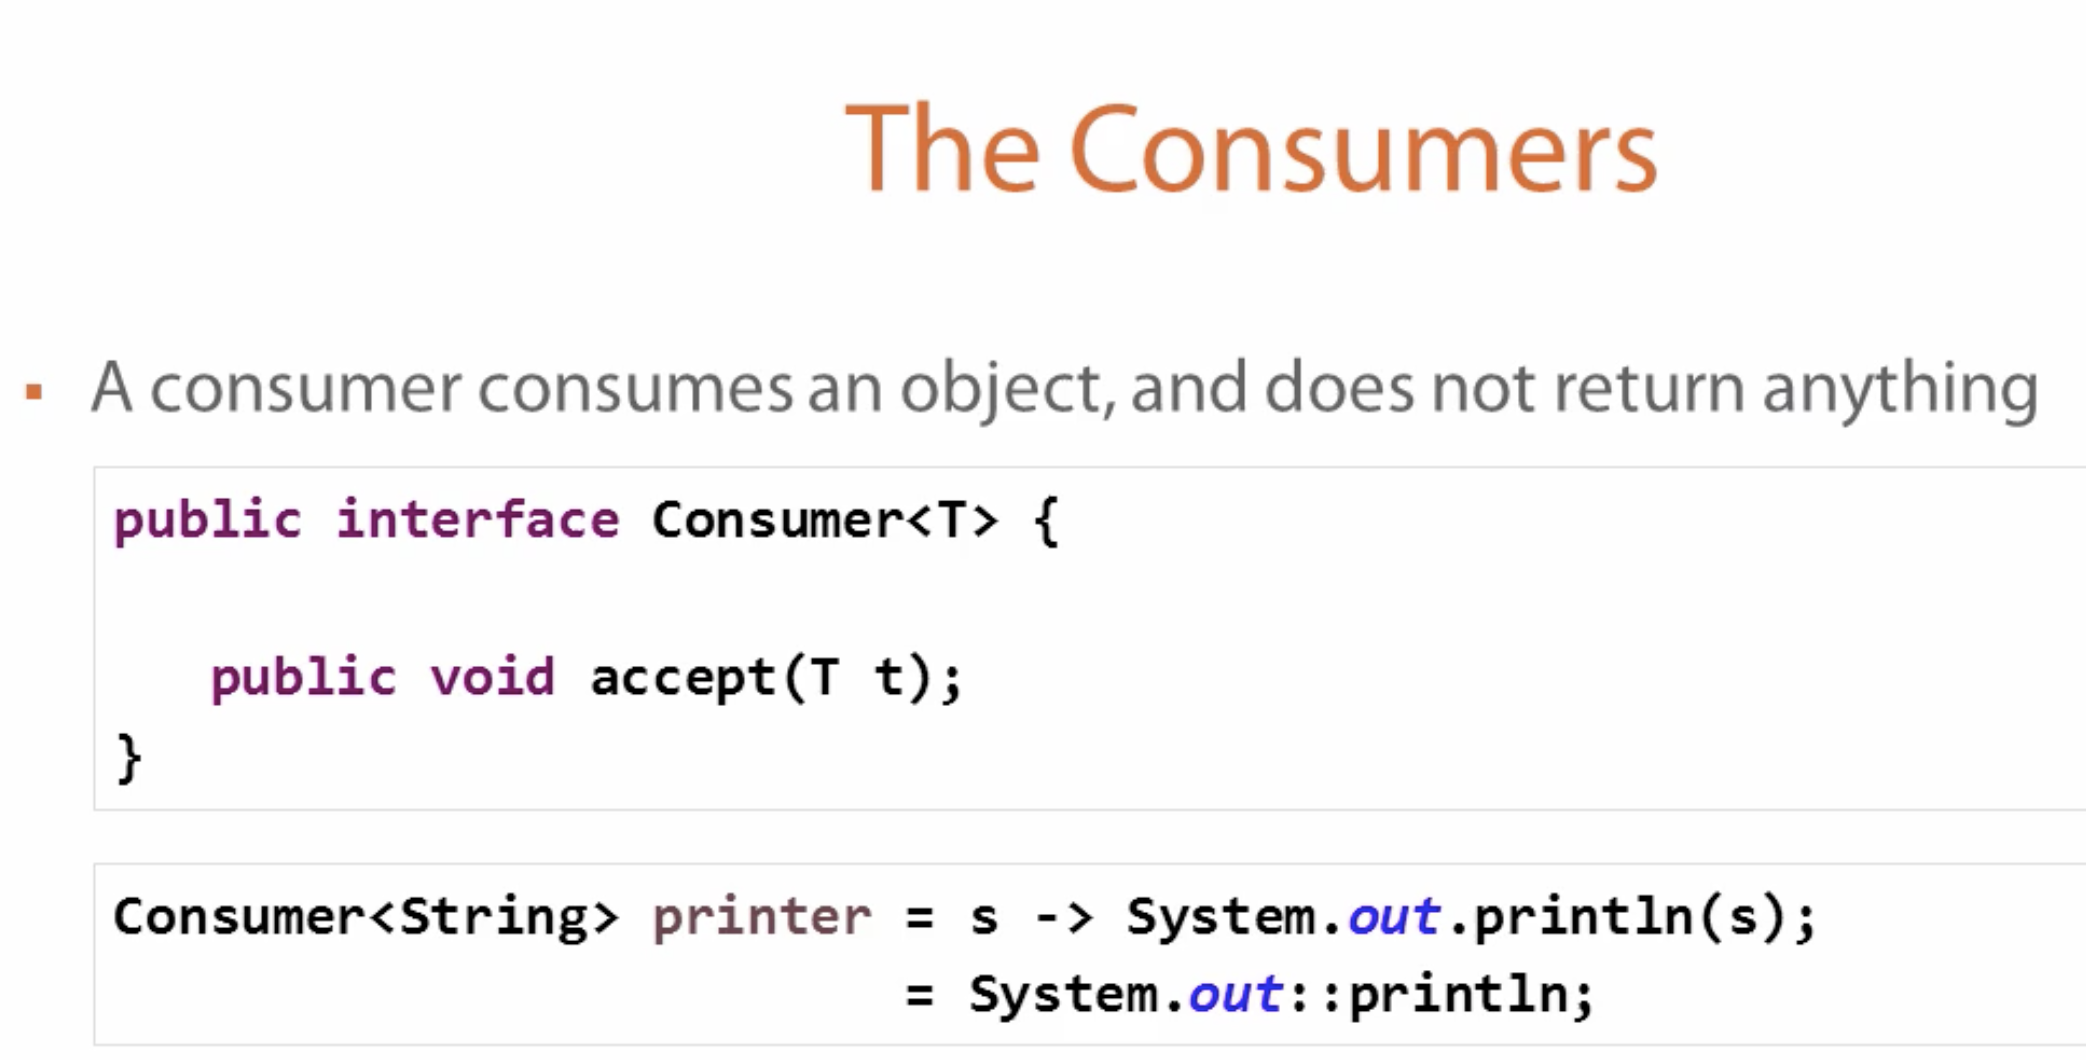 The Consumers
▪ A consumer consumes an object, and does not return anything
public interface Consumer<T> {
public void accept(T t);
}
Consumer<String> printer = s -> System.out.println(s);
= System.out::println;